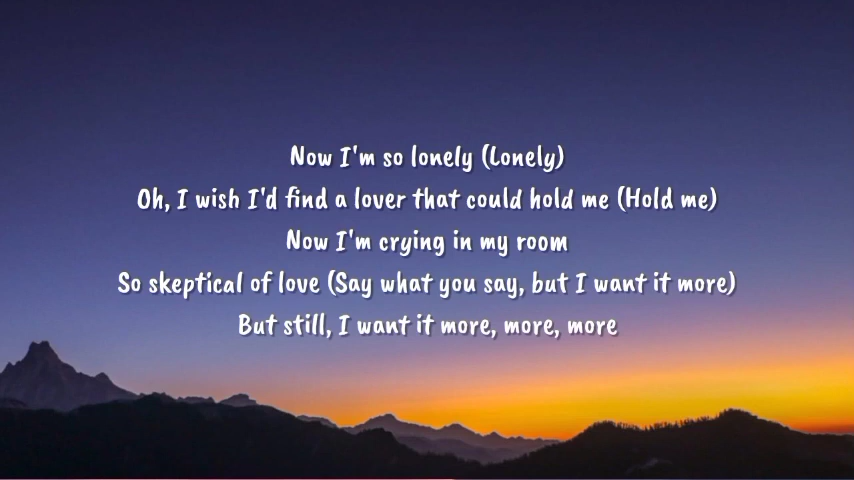 Now I'm so lonely (Lonely)
Oh, I wish I'd find a lover that could hold me (Hold me)
Now I'm crying in my room
So skeptical of love (Say what you say, but I want it more)
But still, I want it more, more, more